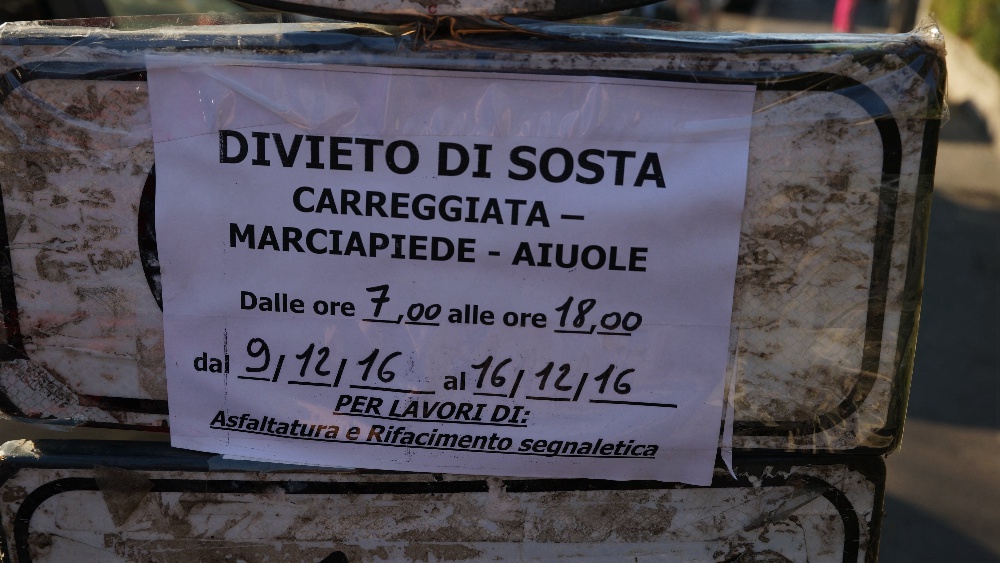 DIVIETO DI SOSTA
CARREGGIATA –
MARCIAPIEDE - AIUOLE
Dalle ore 7,00 alle ore 18,00
dal 9/12/16 al 16/12/16
PER LAVORI DI:
Asfaltatura e Rifacimento segnaletica